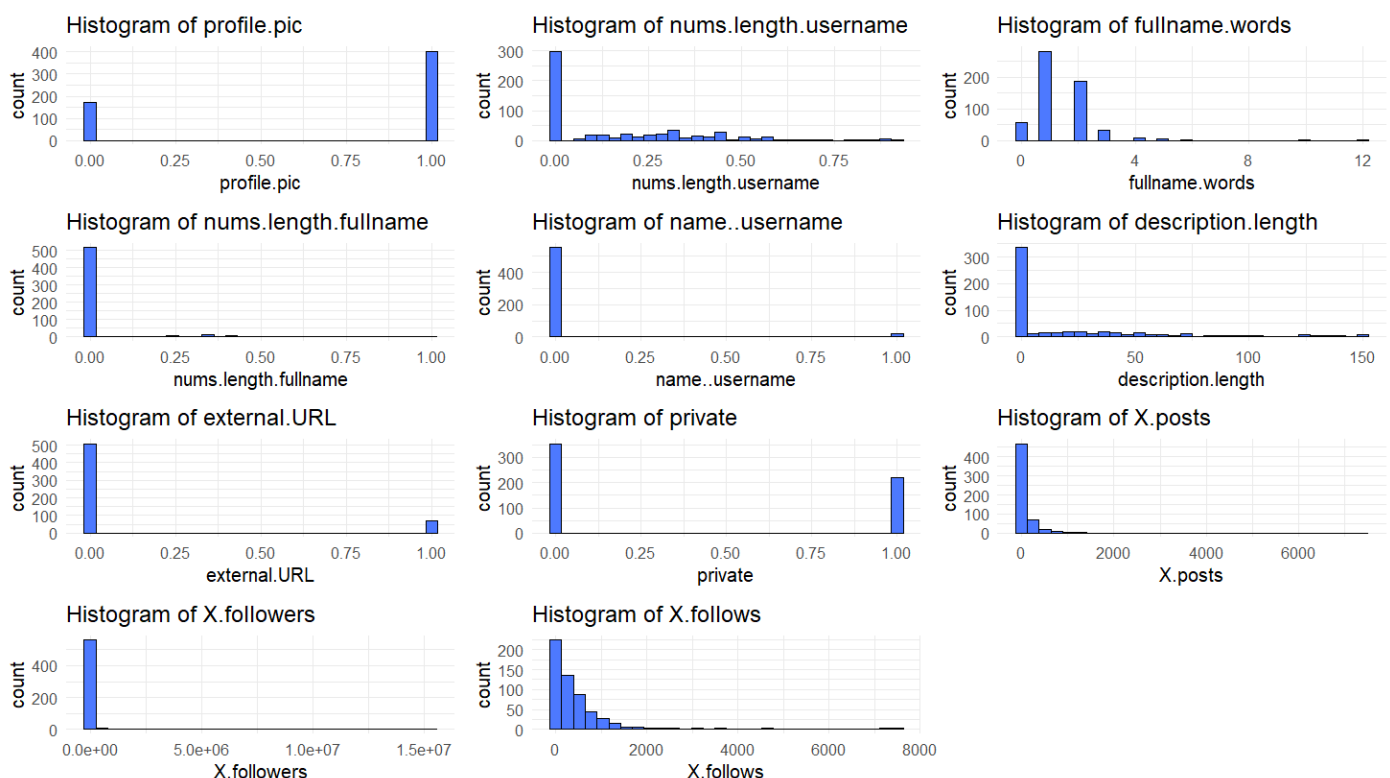 Histogram of profile.pic
400
300
200
100
0
count
0.00 0.25 0.50 0.75 1.00
profile.pic
Histogram of nums.length.username
300
200
100
0
count
0.00 0.25 0.50 0.75
nums.length.username
Histogram of fullname.words
200
100
0
count
0 4 8 12
fullname.words
Histogram of nums.length.fullname
500
400
300
200
100
0
count
0.00 0.25 0.50 0.75 1.00
nums.length.fullname
Histogram of name..username
400
200
0
count
0.00 0.25 0.50 0.75 1.00
name..username
Histogram of description.length
300
200
100
0
count
0 50 100 150
description.length
Histogram of external.URL
500
400
300
200
100
0
count
0.00 0.25 0.50 0.75 1.00
external.URL
Histogram of private
300
200
100
0
count
0.00 0.25 0.50 0.75 1.00
private
Histogram of X.posts
400
300
200
100
0
count
0 2000 4000 6000
X.posts
Histogram of X.followers
400
200
0
count
0.0e+00 5.0e+06 1.0e+07 1.5e+07
X.followers
Histogram of X.follows
200
150
100
50
0
count
0 2000 4000 6000 8000
X.follows